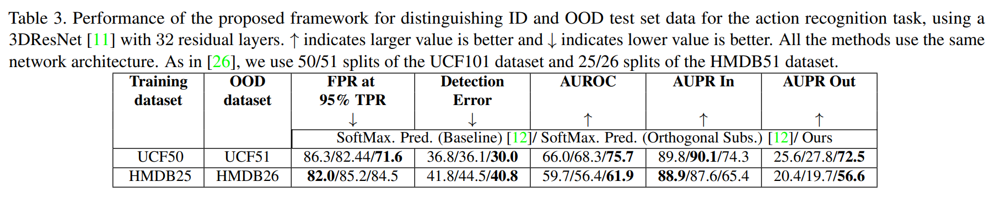 Table 3. Performance of the proposed framework for distinguishing ID and OOD test set data for the action recognition task, using a
3DResNet [11] with 32 residual layers. ↑ indicates larger value is better and ↓ indicates lower value is better. All the methods use the same
network architecture. As in [26], we use 50/51 splits of the UCF101 dataset and 25/26 splits of the HMDB51 dataset.
Training OOD FPR at Detection AUROC AUPR In AUPR Out
dataset dataset 95% TPR Error
↓ ↓ ↑ ↑ ↑
SoftMax. Pred. (Baseline) [12]/ SoftMax. Pred. (Orthogonal Subs.) [12]/ Ours
UCF50 UCF51 86.3/82.44/71.6 36.8/36.1/30.0 66.0/68.3/75.7 89.8/90.1/74.3 25.6/27.8/72.5
HMDB25 HMDB26 82.0/85.2/84.5 41.8/44.5/40.8 59.7/56.4/61.9 88.9/87.6/65.4 20.4/19.7/56.6